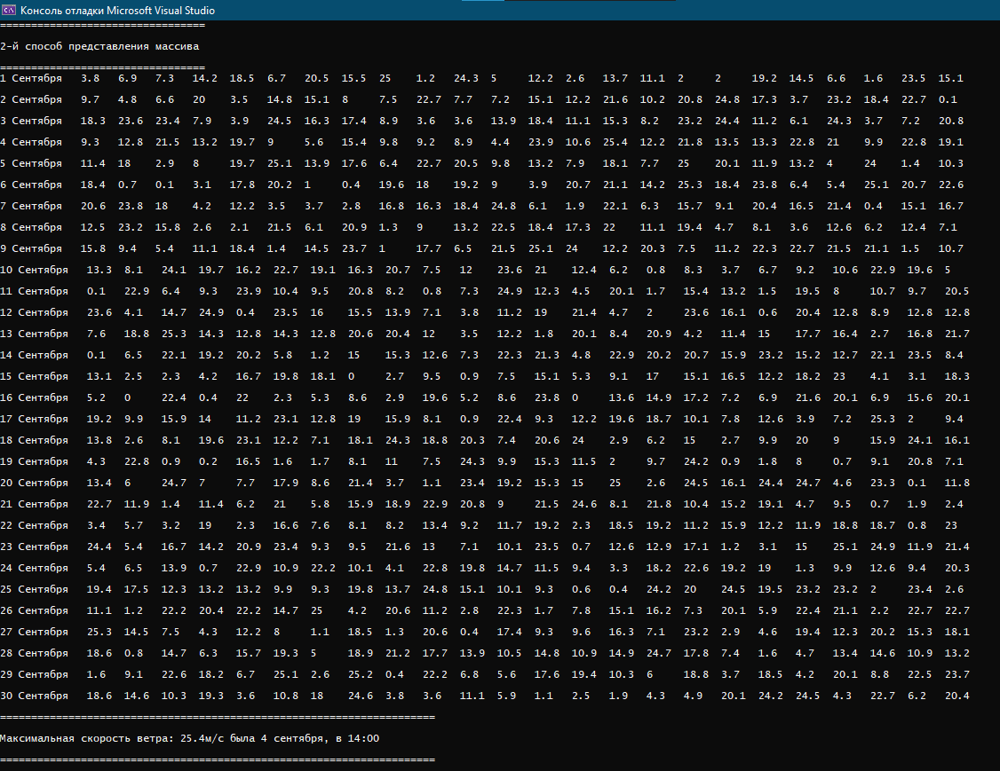 Консоль отладки Microsoft Visual Studio
=================================
2-й способ представления массива
=================================
1 Сентября 3.8 6.9 7.3 14.2 18.5 6.7 20.5 15.5 25 1.2 24.3 5 12.2 2.6 13.7 11.1 2 2 19.2 14.5 6.6 1.6 23.5 15.1
2 Сентября 9.7 4.8 6.6 20 3.5 14.8 15.1 8 7.5 22.7 7.7 7.2 15.1 12.2 21.6 10.2 20.8 24.8 17.3 3.7 23.2 18.4 22.7 0.1
3 Сентября 18.3 23.6 23.4 7.9 3.9 24.5 16.3 17.4 8.9 3.6 3.6 13.9 18.4 11.1 15.3 8.2 23.2 24.4 11.2 6.1 24.3 3.7 7.2 20.8
4 Сентября 9.3 12.8 21.5 13.2 19.7 9 5.6 15.4 9.8 9.2 8.9 4.4 23.9 10.6 25.4 12.2 21.8 13.5 13.3 22.8 21 9.9 22.8 19.1
5 Сентября 11.4 18 2.9 8 19.7 25.1 13.9 17.6 6.4 22.7 20.5 9.8 13.2 7.9 18.1 7.7 25 20.1 11.9 13.2 4 24 1.4 10.3
6 Сентября 18.4 0.7 0.1 3.1 17.8 20.2 1 0.4 19.6 18 19.2 9 3.9 20.7 21.1 14.2 25.3 18.4 23.8 6.4 5.4 25.1 20.7 22.6
7 Сентября 20.6 23.8 18 4.2 12.2 3.5 3.7 2.8 16.8 16.3 18.4 24.8 6.1 1.9 22.1 6.3 15.7 9.1 20.4 16.5 21.4 0.4 15.1 16.7
8 Сентября 12.5 23.2 15.8 2.6 2.1 21.5 6.1 20.9 1.3 9 13.2 22.5 18.4 17.3 22 11.1 19.4 4.7 8.1 3.6 12.6 6.2 12.4 7.1
9 Сентября 15.8 9.4 5.4 11.1 18.4 1.4 14.5 23.7 1 17.7 6.5 21.5 25.1 24 12.2 20.3 7.5 11.2 22.3 22.7 21.5 21.1 1.5 10.7
10 Сентября 13.3 8.1 24.1 19.7 16.2 22.7 19.1 16.3 20.7 7.5 12 23.6 21 12.4 6.2 0.8 8.3 3.7 6.7 9.2 10.6 22.9 19.6 5
11 Сентября 0.1 22.9 6.4 9.3 23.9 10.4 9.5 20.8 8.2 0.8 7.3 24.9 12.3 4.5 20.1 1.7 15.4 13.2 1.5 19.5 8 10.7 9.7 20.5
12 Сентября 23.6 4.1 14.7 24.9 0.4 23.5 16 15.5 13.9 7.1 3.8 11.2 19 21.4 4.7 2 23.6 16.1 0.6 20.4 12.8 8.9 12.8 12.8
13 Сентября 7.6 18.8 25.3 14.3 12.8 14.3 12.8 20.6 20.4 12 3.5 12.2 1.8 20.1 8.4 20.9 4.2 11.4 15 17.7 16.4 2.7 16.8 21.7
14 Сентября 0.1 6.5 22.1 19.2 20.2 5.8 1.2 15 15.3 12.6 7.3 22.3 21.3 4.8 22.9 20.2 20.7 15.9 23.2 15.2 12.7 22.1 23.5 8.4
15 Сентября 13.1 2.5 2.3 4.2 16.7 19.8 18.1 0 2.7 9.5 0.9 7.5 15.1 5.3 9.1 17 15.1 16.5 12.2 18.2 23 4.1 3.1 18.3
16 Сентября 5.2 0 22.4 0.4 22 2.3 5.3 8.6 2.9 19.6 5.2 8.6 23.8 0 13.6 14.9 17.2 7.2 6.9 21.6 20.1 6.9 15.6 20.1
17 Сентября 19.2 9.9 15.9 14 11.2 23.1 12.8 19 15.9 8.1 0.9 22.4 9.3 12.2 19.6 18.7 10.1 7.8 12.6 3.9 7.2 25.3 2 9.4
18 Сентября 13.8 2.6 8.1 19.6 23.1 12.2 7.1 18.1 24.3 18.8 20.3 7.4 20.6 24 2.9 6.2 15 2.7 9.9 20 9 15.9 24.1 16.1
19 Сентября 4.3 22.8 0.9 0.2 16.5 1.6 1.7 8.1 11 7.5 24.3 9.9 15.3 11.5 2 9.7 24.2 0.9 1.8 8 0.7 9.1 20.8 7.1
20 Сентября 13.4 6 24.7 7 7.7 17.9 8.6 21.4 3.7 1.1 23.4 19.2 15.3 15 25 2.6 24.5 16.1 24.4 24.7 4.6 23.3 0.1 11.8
21 Сентября 22.7 11.9 1.4 11.4 6.2 21 5.8 15.9 18.9 22.9 20.8 9 21.5 24.6 8.1 21.8 10.4 15.2 19.1 4.7 9.5 0.7 1.9 2.4
22 Сентября 3.4 5.7 3.2 19 2.3 16.6 7.6 8.1 8.2 13.4 9.2 11.7 19.2 2.3 18.5 19.2 11.2 15.9 12.2 11.9 18.8 18.7 0.8 23
23 Сентября 24.4 5.4 16.7 14.2 20.9 23.4 9.3 9.5 21.6 13 7.1 10.1 23.5 0.7 12.6 12.9 17.1 1.2 3.1 15 25.1 24.9 11.9 21.4
24 Сентября 5.4 6.5 13.9 0.7 22.9 10.9 22.2 10.1 4.1 22.8 19.8 14.7 11.5 9.4 3.3 18.2 22.6 19.2 19 1.3 9.9 12.6 9.4 20.3
25 Сентября 19.4 17.5 12.3 13.2 13.2 9.9 9.3 19.8 13.7 24.8 15.1 10.1 9.3 0.6 0.4 24.2 20 24.5 19.5 23.2 23.2 2 23.4 2.6
26 Сентября 11.1 1.2 22.2 20.4 22.2 14.7 25 4.2 20.6 11.2 2.8 22.3 1.7 7.8 15.1 16.2 7.3 20.1 5.9 22.4 21.1 2.2 22.7 22.7
27 Сентября 25.3 14.5 7.5 4.3 12.2 8 1.1 18.5 1.3 20.6 0.4 17.4 9.3 9.6 16.3 7.1 23.2 2.9 4.6 19.4 12.3 20.2 15.3 18.1
28 Сентября 18.6 0.8 14.7 6.3 15.7 19.3 5 18.9 21.2 17.7 13.9 10.5 14.8 10.9 14.9 24.7 17.8 7.4 1.6 4.7 13.4 14.6 10.9 13.2
29 Сентября 1.6 9.1 22.6 18.2 6.7 25.1 2.6 25.2 0.4 22.2 6.8 5.6 17.6 19.4 10.3 6 18.8 3.7 18.5 4.2 20.1 8.8 22.5 23.7
30 Сентября 18.6 14.6 10.3 19.3 3.6 10.8 18 24.6 3.8 3.6 11.1 5.9 1.1 2.5 1.9 4.3 4.9 20.1 24.2 24.5 4.3 22.7 6.2 20.4
======================================================================
Максимальная скорость ветра: 25.4м/с была 4 сентября, в 14:00
======================================================================